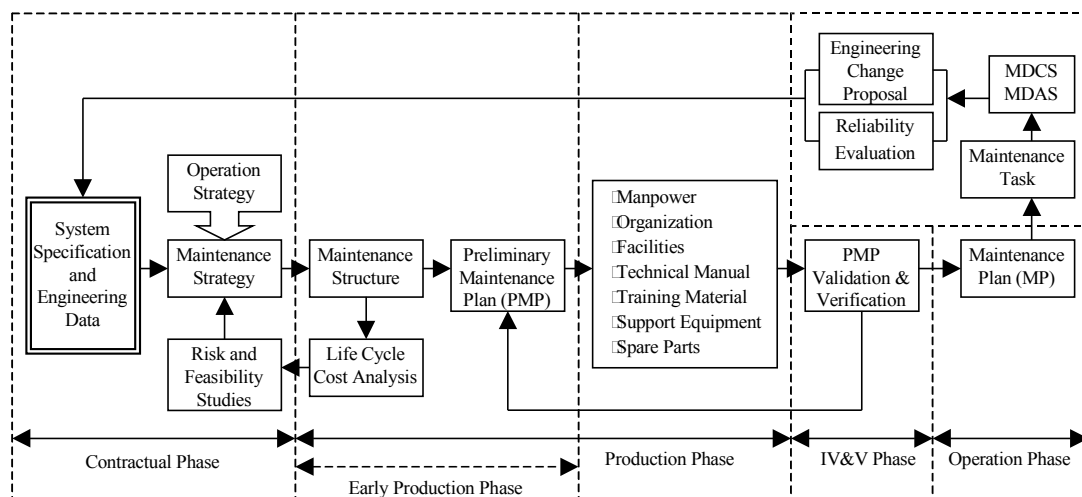 Engineering
Change
Proposal
MDCS
MDAS
Reliability
Evaluation
Maintenance
Task
Operation
Strategy
System
Specification
and
Engineering
Data
Maintenance
Strategy
Maintenance
Structure
Preliminary
Maintenance
Plan (PMP)
Manpower
Organization
Facilities
Technical Manual
Training Material
Support Equipment
Spare Parts
PMP
Validation &
Verification
Maintenance
Plan (MP)
Risk and
Feasibility
Studies
Life Cycle
Cost Analysis
Contractual Phase
Production Phase
IV&V Phase
Operation Phase
Early Production Phase